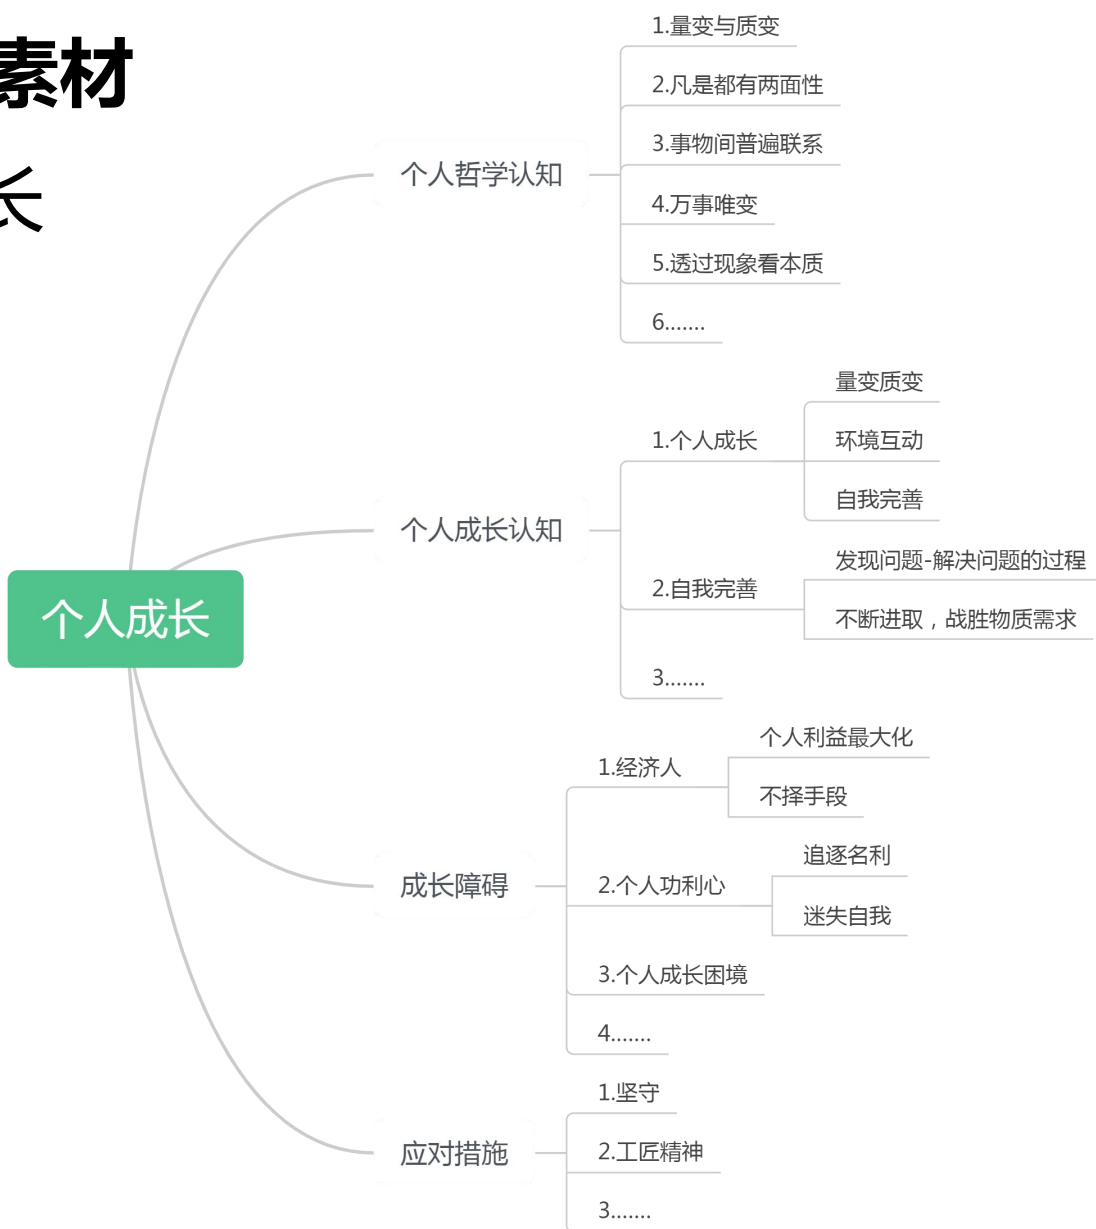 素材
长
个人成长
个人哲学认知
1.量变与质变
2.凡是都有两面性
3.事物间普遍联系
4.万事唯变
5.透过现象看本质
6.......
个人成长认知
1.个人成长
量变质变
环境互动
自我完善
2.自我完善
发现问题-解决问题的过程
不断进取，战胜物质需求
3.......
成长障碍
1.经济人
个人利益最大化
不择手段
2.个人功利心
追逐名利
迷失自我
3.个人成长困境
4.......
应对措施
1.坚守
2.工匠精神
3.......